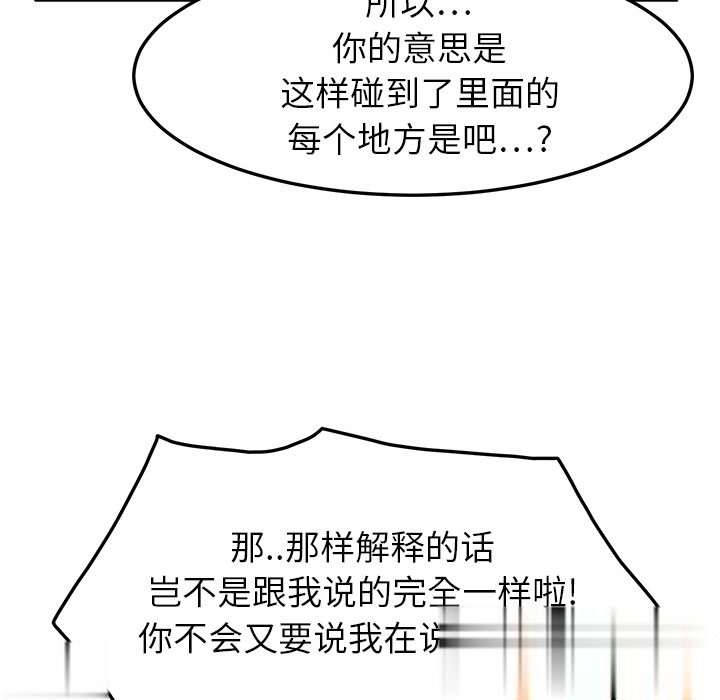 所以...
你的意思是
这样碰到了里面的
每个地方是吧...?
那..那样解释的话
岂不是跟我说的完全一样啦!
你不会又要说我在说